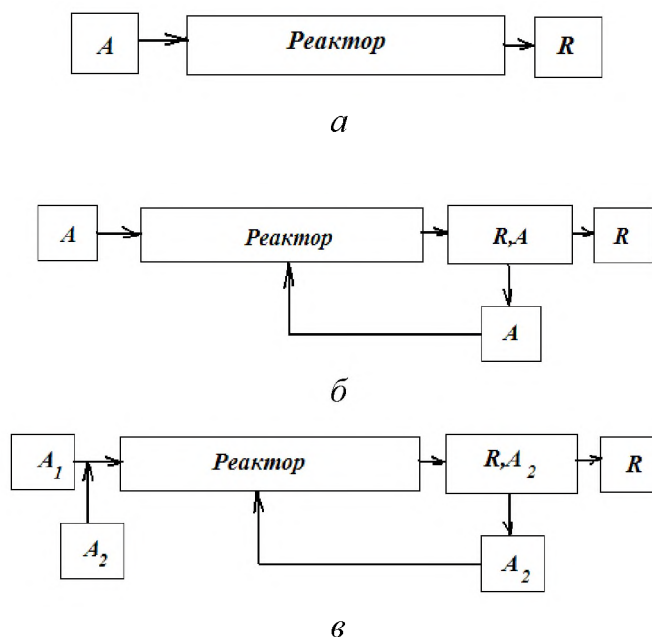 A Реактор R
а
A Реактор R,A R
A
б
A₁ Реактор R,A₂ R
A₂ A₂
в